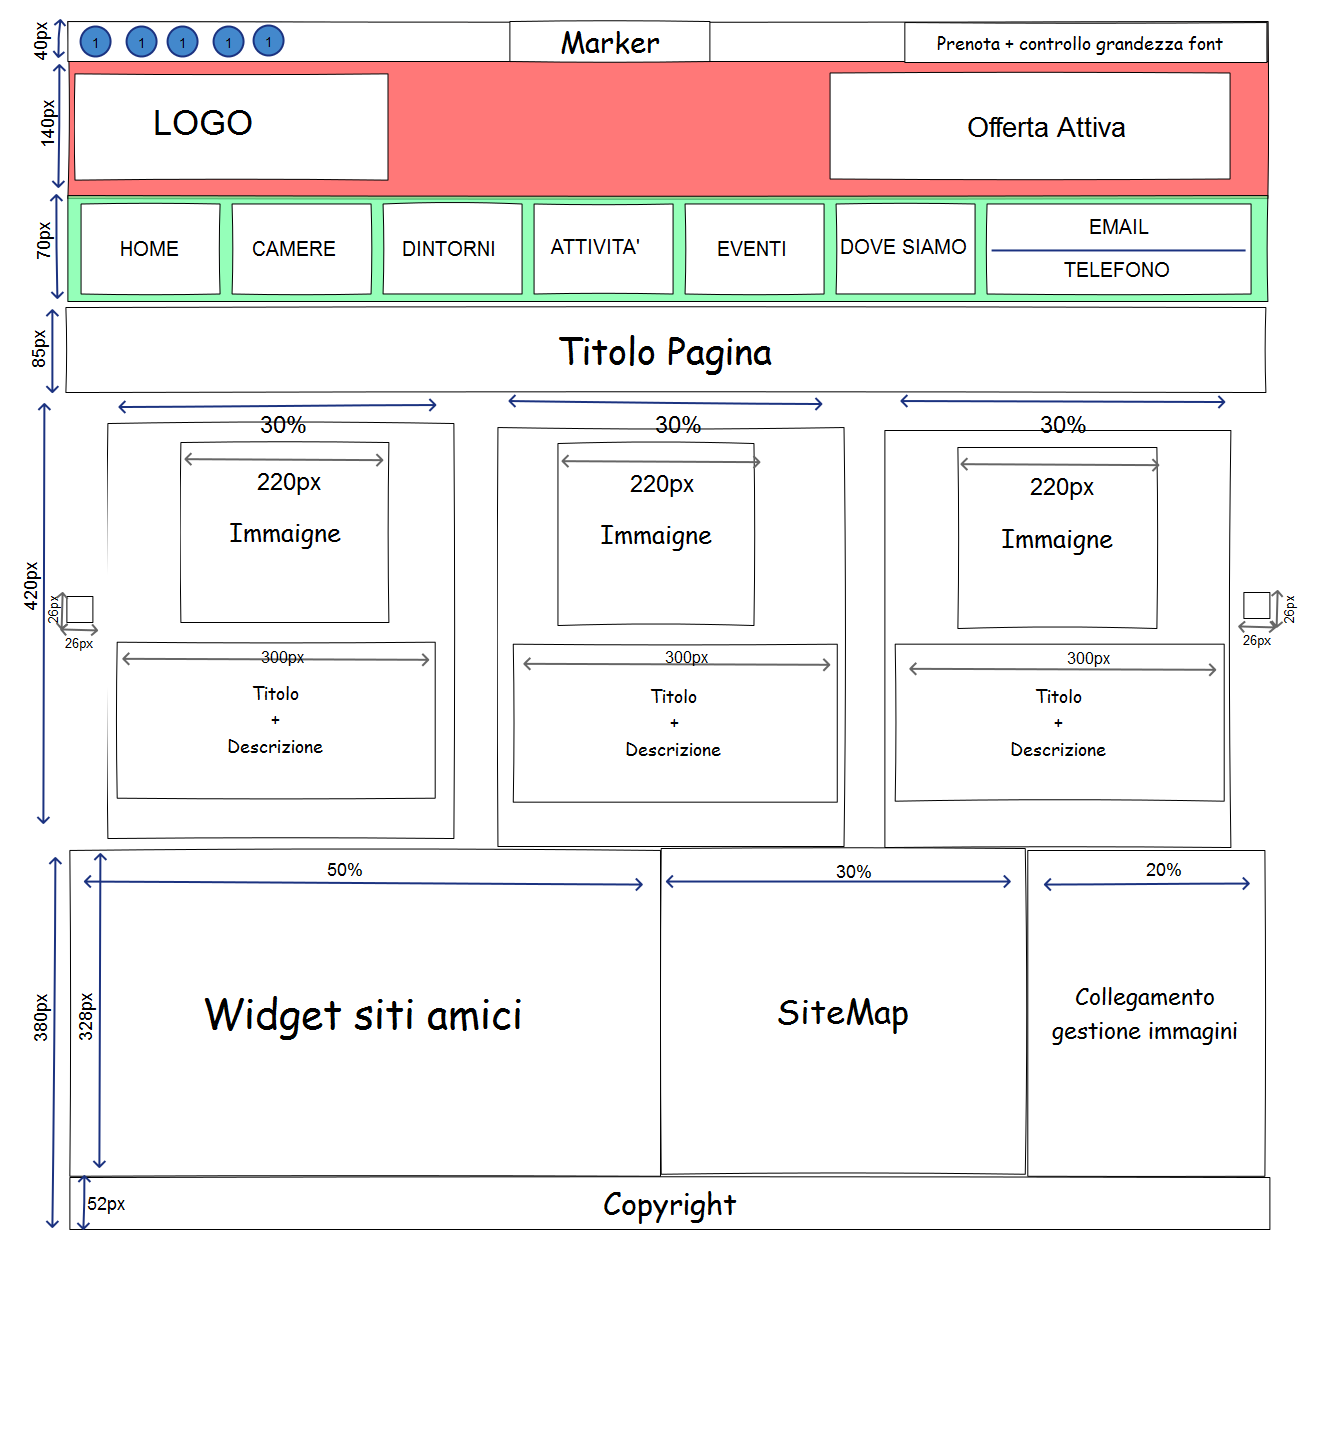 40px
1 1 1 1 1
Marker
Prenota + controllo grandezza font
140px
LOGO
Offerta Attiva
70px
HOME
CAMERE
DINTORNI
ATTIVITA'
EVENTI
DOVE SIAMO
EMAIL
TELEFONO
85px
Titolo Pagina
420px
30%
220px
Immaigne
300px
Titolo
+
Descrizione
30%
220px
Immaigne
300px
Titolo
+
Descrizione
30%
220px
Immaigne
300px
Titolo
+
Descrizione
26px
26px
26px
26px
380px
328px
50%
Widget siti amici
30%
SiteMap
20%
Collegamento
gestione immagini
52px
Copyright